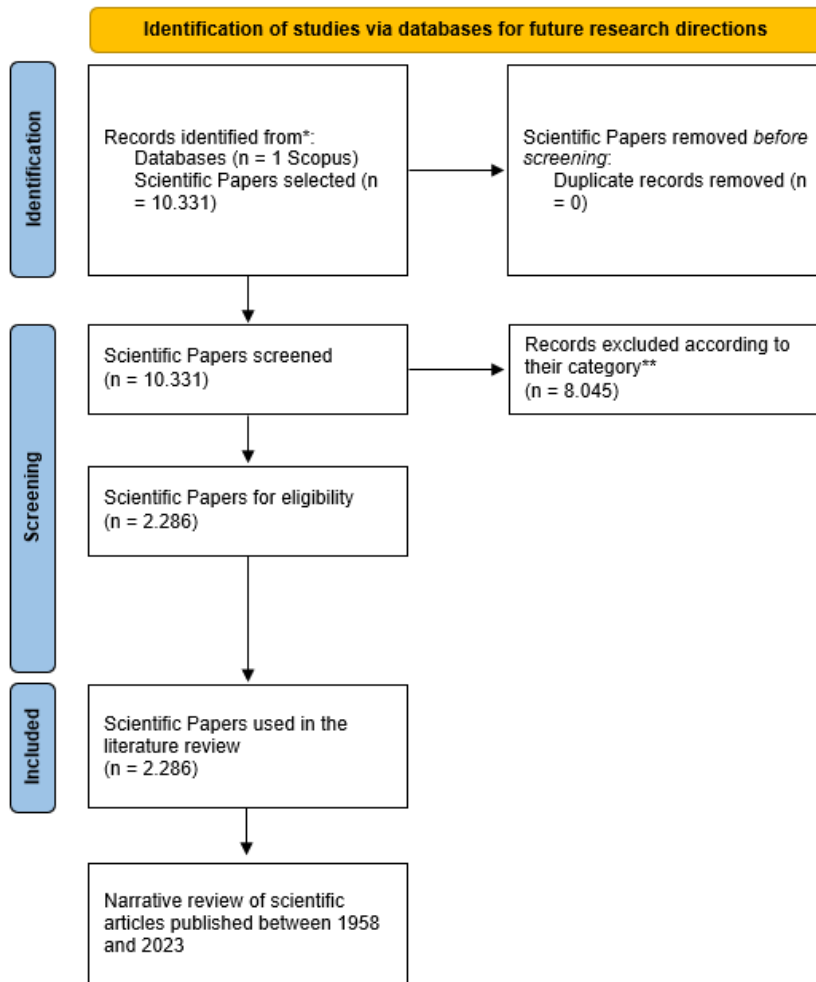 Identification of studies via databases for future research directions
Identification
Records identified from*:
Databases (n = 1 Scopus)
Scientific Papers selected (n
= 10.331)
Scientific Papers removed before
screening:
Duplicate records removed (n
= 0)
Screening
Scientific Papers screened
(n = 10.331)
Records excluded according to
their category**
(n = 8.045)
Scientific Papers for eligibility
(n = 2.286)
Included
Scientific Papers used in the
literature review
(n = 2.286)
Narrative review of scientific
articles published between 1958
and 2023